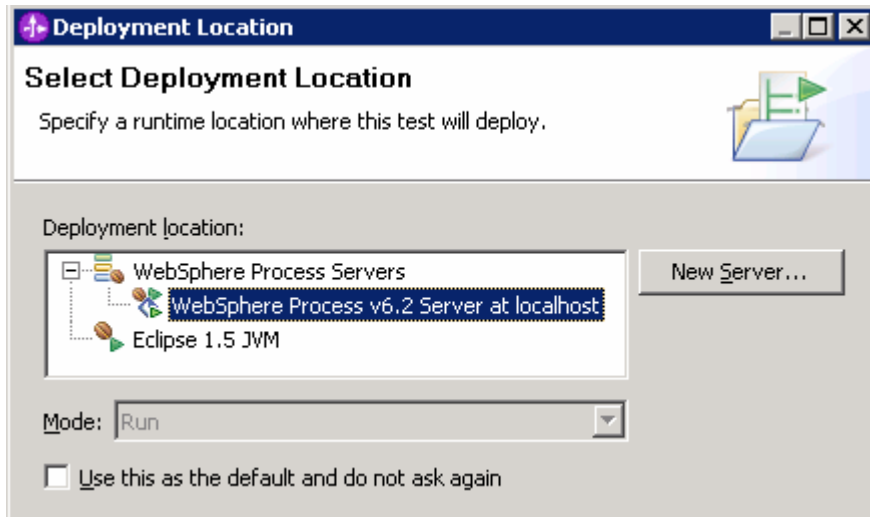 Deployment Location
Select Deployment Location
Specify a runtime location where this test will deploy.
Deployment location:
WebSphere Process Servers
New Server...
WebSphere Process v6.2 Server at localhost
Eclipse 1.5 JVM
Mode: Run
Use this as the default and do not ask again